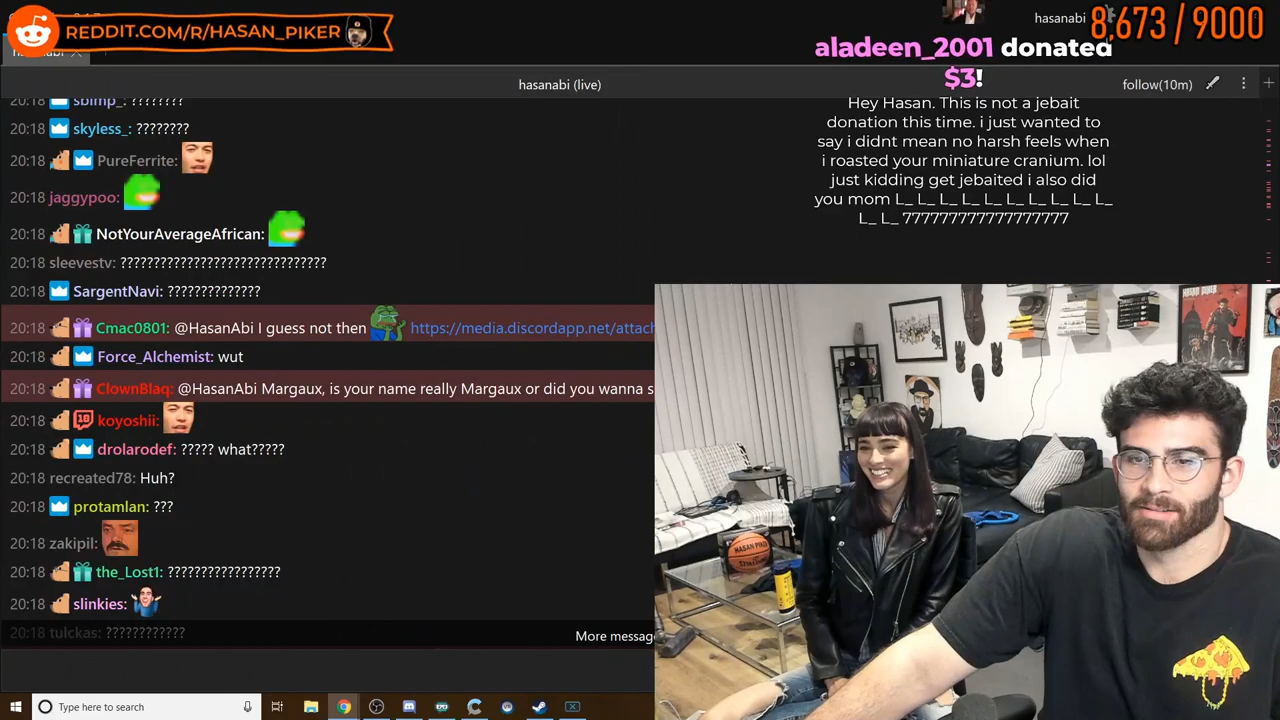 REDDIT.COM/R/HASAN_PIKER
hasanabi
8,673 / 9000
aladeen_2001 donated
$3!
hasanabi (live)
follow(10m)
Hey Hasan. This is not a jebait
donation this time. i just wanted to
say i didnt mean no harsh feels when
i roasted your miniature cranium. lol
just kidding get jebaited i also did
you mom L_ L_ L_ L_ L_ L_ L_ L_ L_ L_
L_ L_ 77777777777777777
20:18 sbimp_: ????????
20:18 skyless_: ????????
20:18 PureFerrite:
20:18 jaggypoo:
20:18 NotYourAverageAfrican:
20:18 sleevestv: ???????????????????????????????
20:18 SargentNavi: ??????????????
20:18 Cmac0801: @HasanAbi I guess not then https://media.discordapp.net/attach
20:18 Force_Alchemist: wut
20:18 ClownBlaq: @HasanAbi Margaux, is your name really Margaux or did you wanna s
20:18 koyoshii:
20:18 drolarodef: ????? what?????
20:18 recreated78: Huh?
20:18 protamlan: ???
20:18 zakipil:
20:18 the_Lost1: ?????????????????
20:18 slinkies:
20:18 tulckas: ????????????
More messag
HASAN PIKER
Type here to search